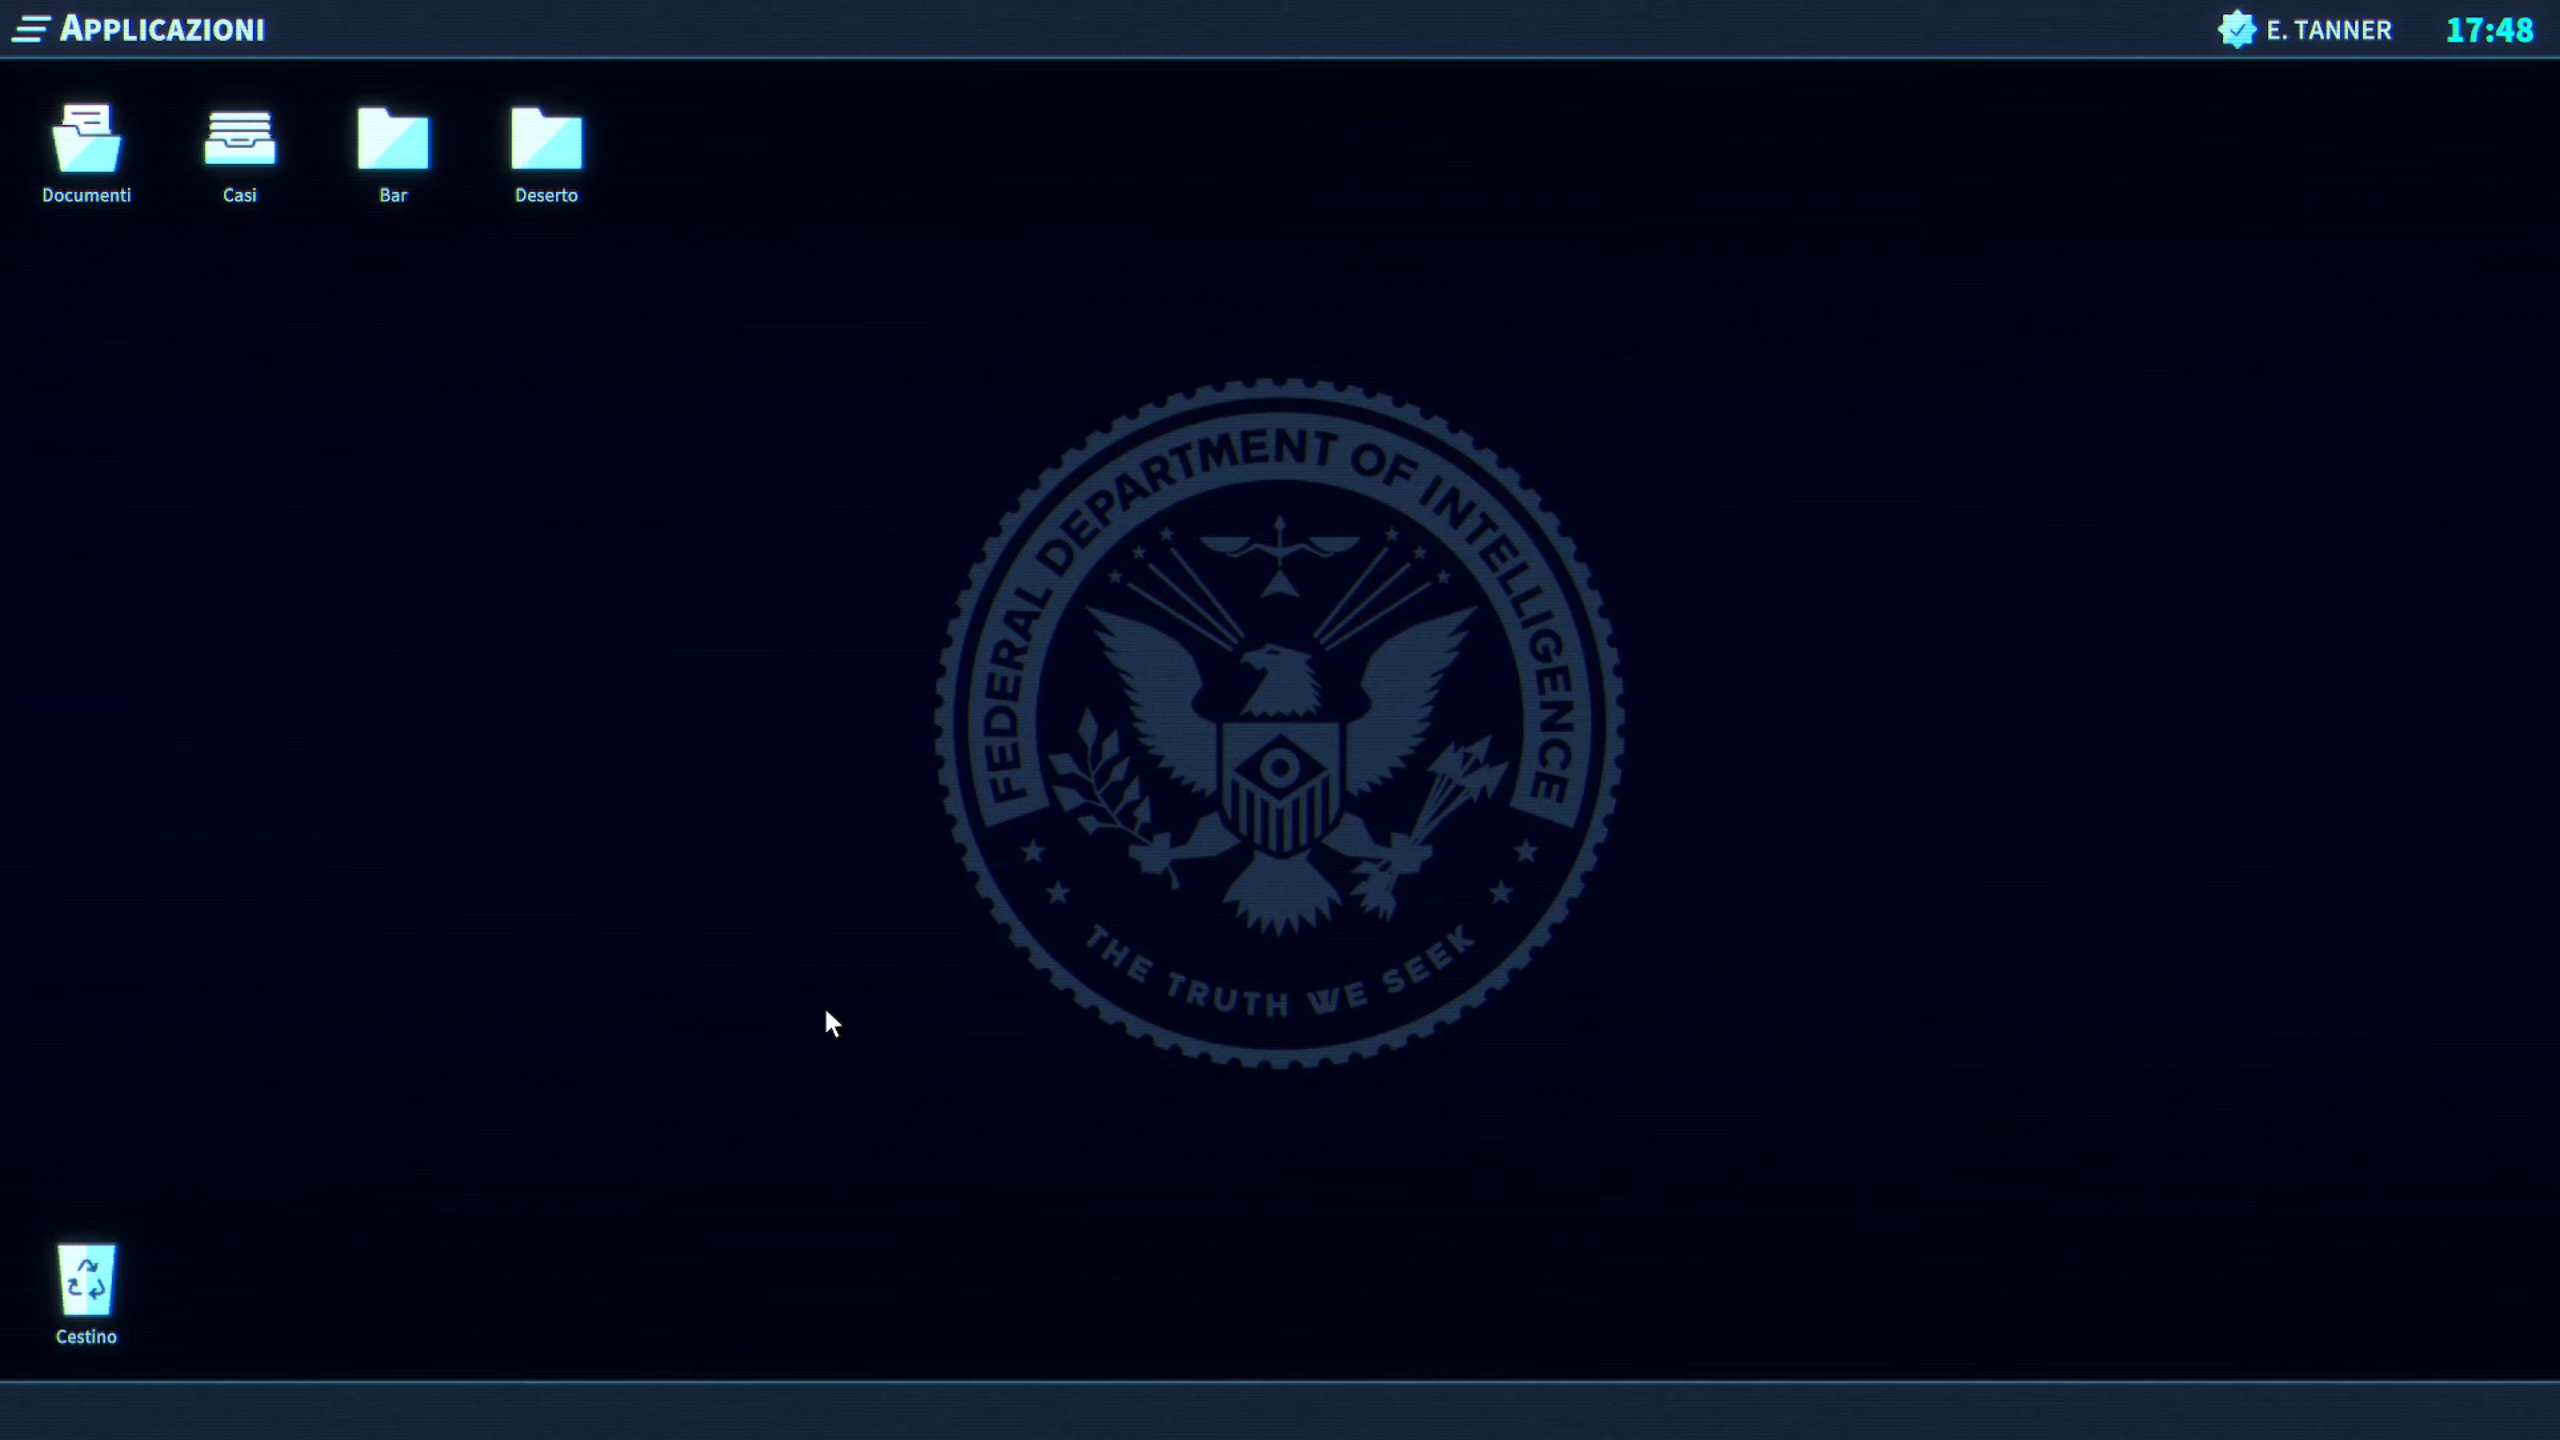 APPLICAZIONI
E. TANNER
17:48
Documenti
Casi
Bar
Deserto
FEDERAL DEPARTMENT OF INTELLIGENCE
THE TRUTH WE SEEK
Cestino